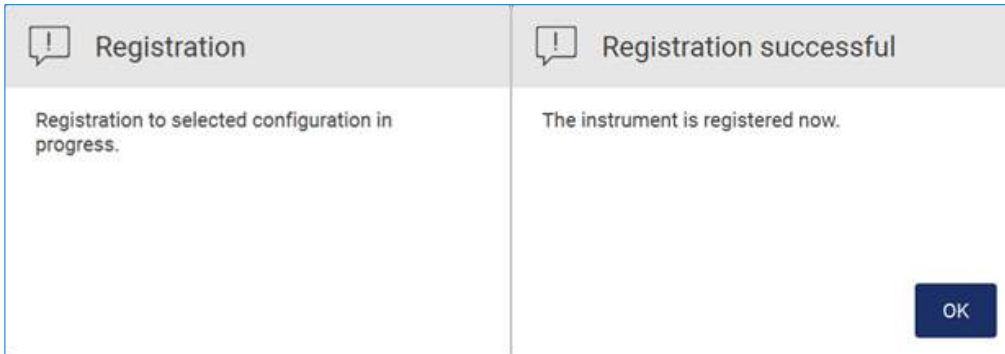 Registration
Registration to selected configuration in
progress.
Registration successful
The instrument is registered now.
OK